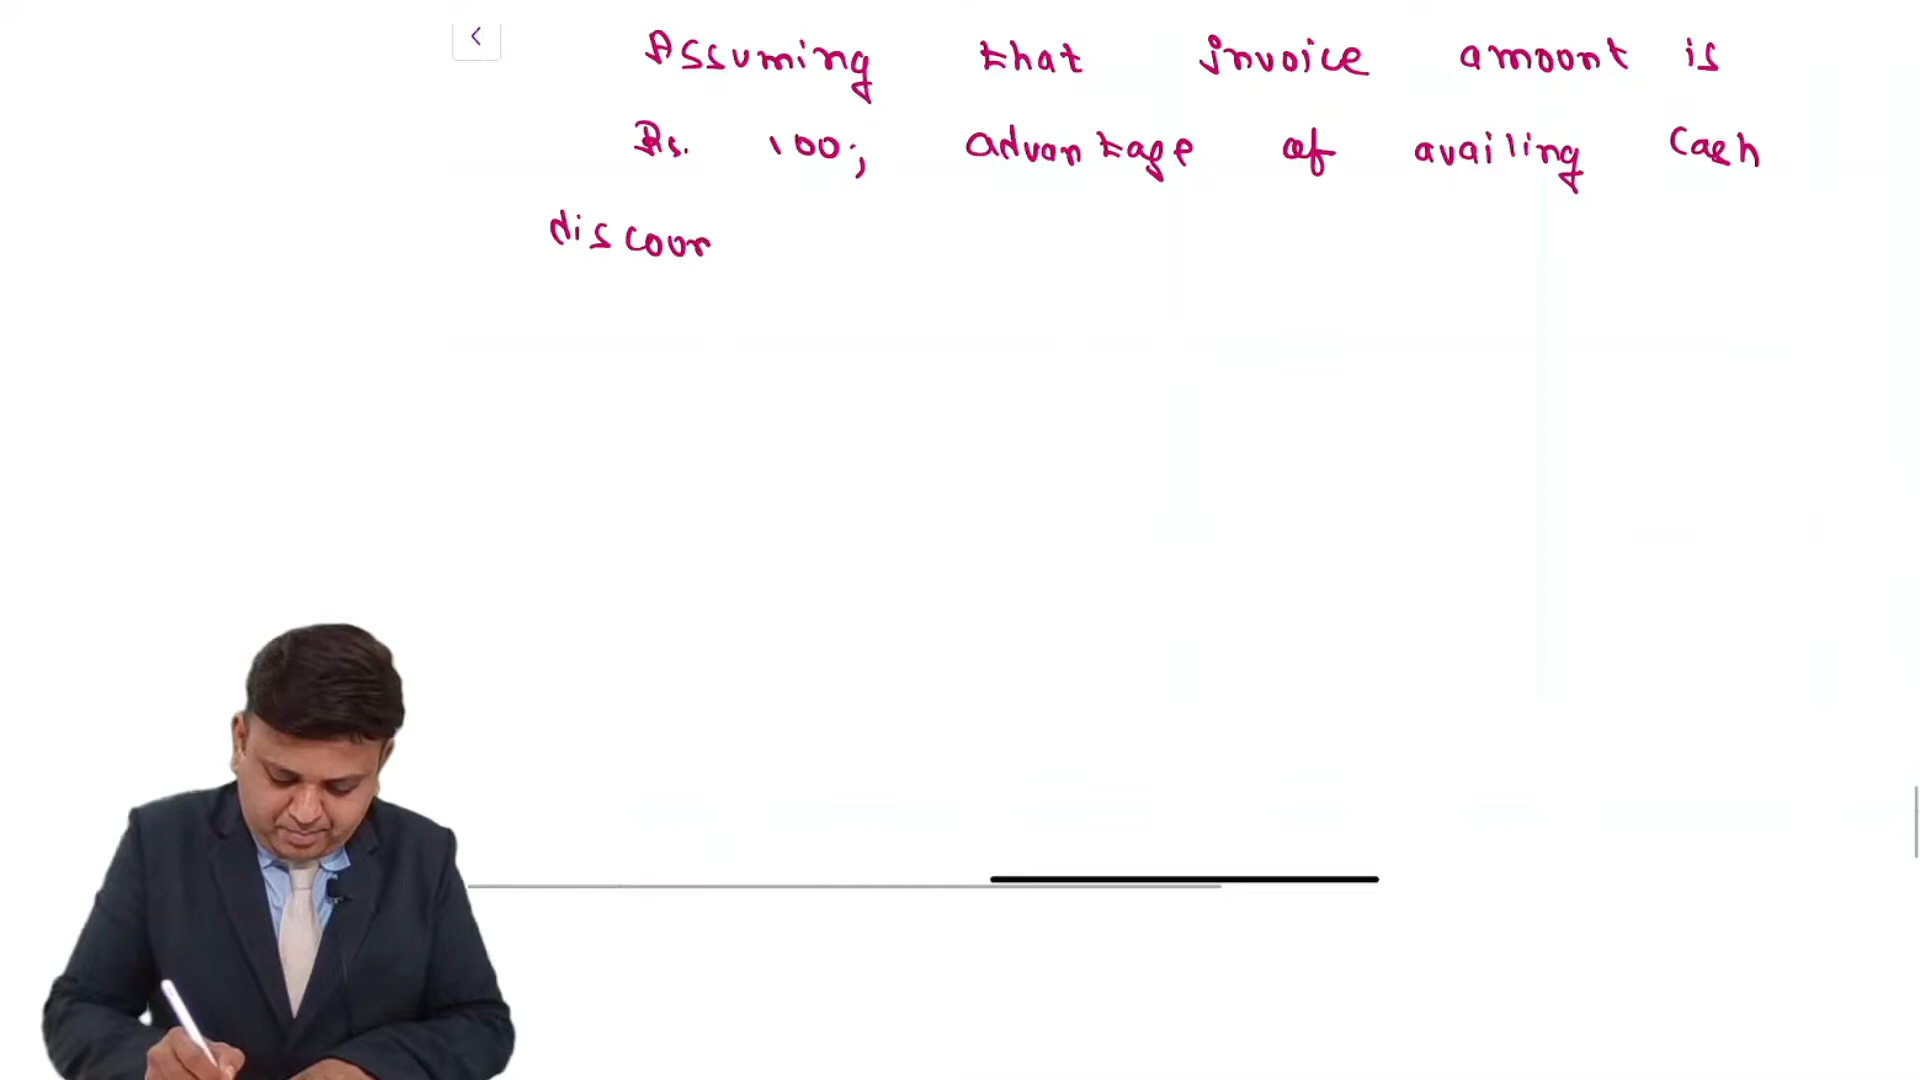 Assuming that invoice amount is
Rs. 100; advantage of availing Cash
discoun